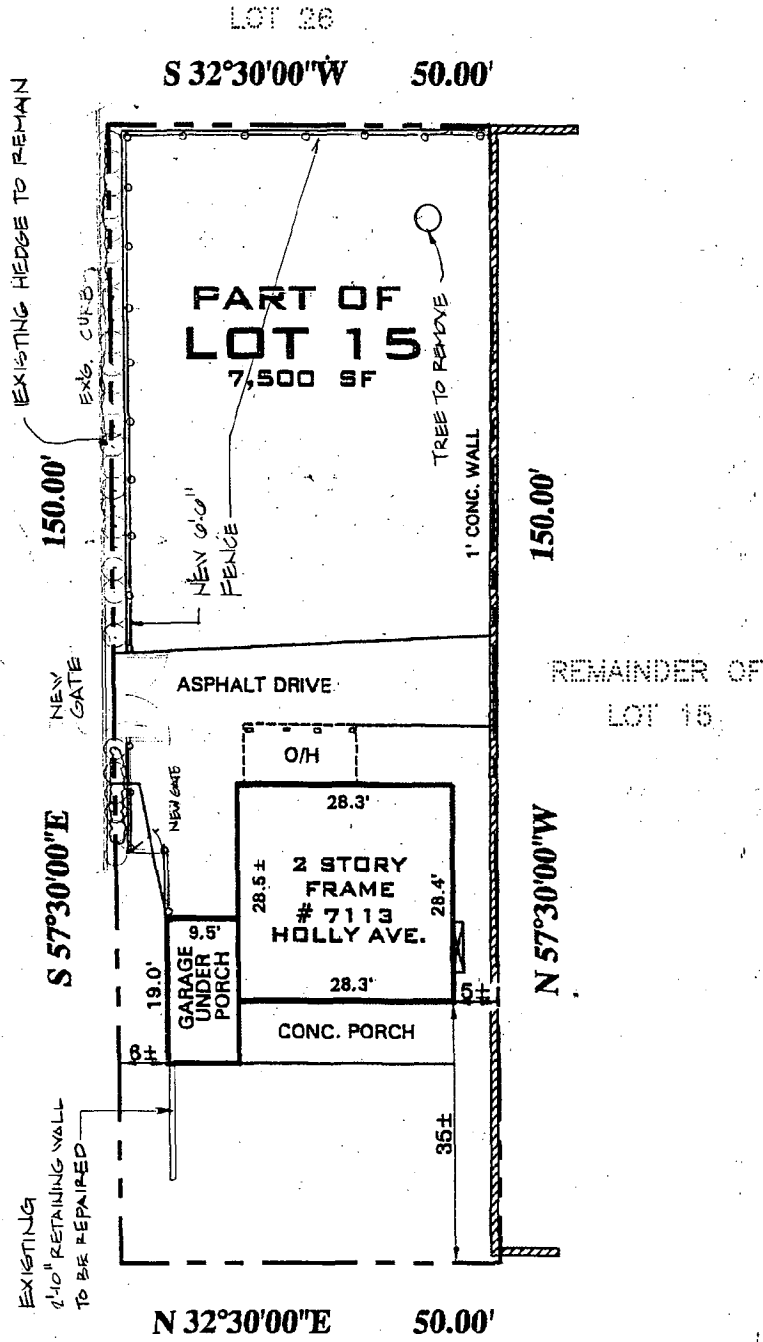 LOT 26
S 32°30'00"W 50.00'
EXISTING HEDGE TO REMAIN
EXIS. CURB
PART OF
LOT 15
7,500 SF
TREE TO REMOVE
1' CONC. WALL
150.00'
150.00'
NEW 6'6"
FENCE
NEW
GATE
ASPHALT DRIVE
REMAINDER OF
LOT 15
O/H
NEW GATE
28.3'
2 STORY
FRAME
# 7113
HOLLY AVE.
28.5 ±
28.4'
28.3'
S 57°30'00"E
N 57°30'00"W
9.5'
GARAGE
UNDER
PORCH
19.0'
5±
CONC. PORCH
8±
35±
EXISTING
2'10" RETAINING WALL
TO BE REPAIRED
N 32°30'00"E 50.00'